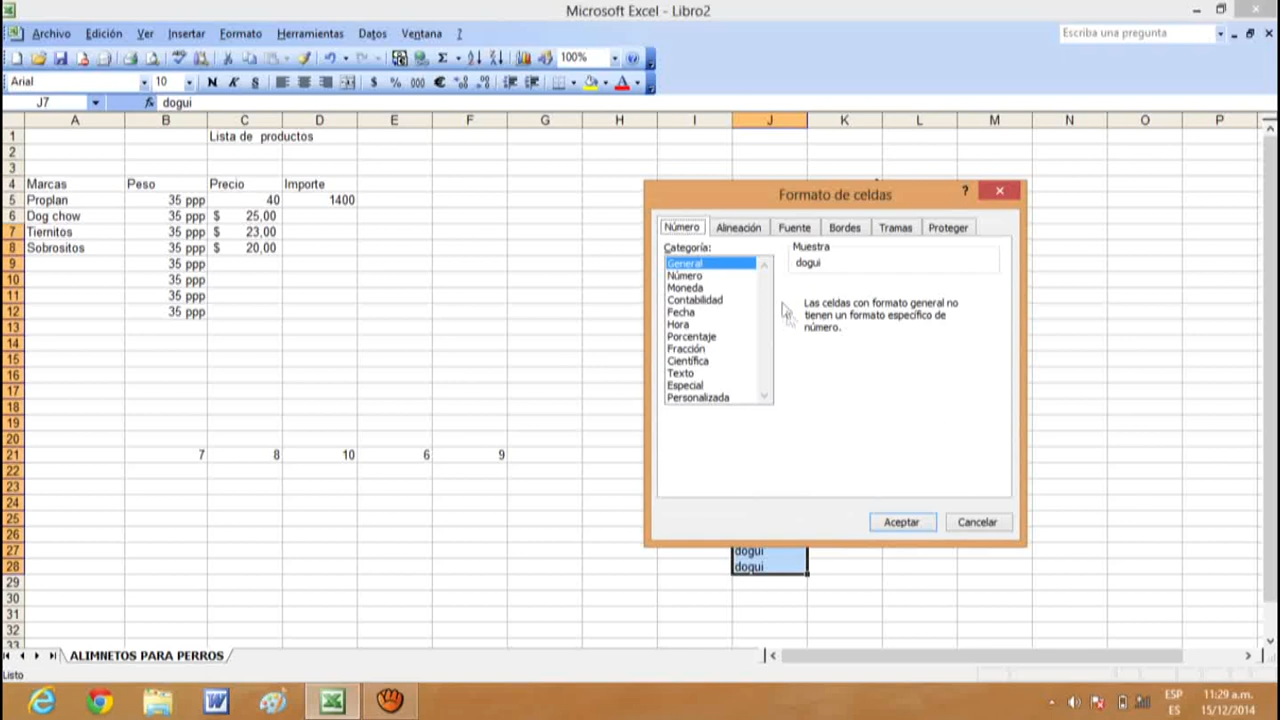 Microsoft Excel - Libro2
Archivo Edición Ver Insertar Formato Herramientas Datos Ventana ? Escriba una pregunta
100%
Arial 10 N K S $ % 000 €
J7 fx dogui
A B C D E F G H I J K L M N O P
1 Lista de productos
2
3
4 Marcas Peso Precio Importe
5 Proplan 35 ppp 40 1400
6 Dog chow 35 ppp $ 25,00
7 Tiernitos 35 ppp $ 23,00
8 Sobrositos 35 ppp $ 20,00
9 35 ppp
10 35 ppp
11 35 ppp
12 35 ppp
13
14
15
16
17
18
19
20
21 7 8 10 6 9
22
23
24
25
26
27 dogui
28 dogui
29
30
31
32
33
Formato de celdas ?
Número Alineación Fuente Bordes Tramas Proteger
Categoría:
General
Número
Moneda
Contabilidad
Fecha
Hora
Porcentaje
Fracción
Científica
Texto
Especial
Personalizada
Muestra
dogui
Las celdas con formato general no
tienen un formato específico de
número.
Aceptar Cancelar
ALIMNETOS PARA PERROS
Listo
ESP
ES
11:29 a.m.
15/12/2014